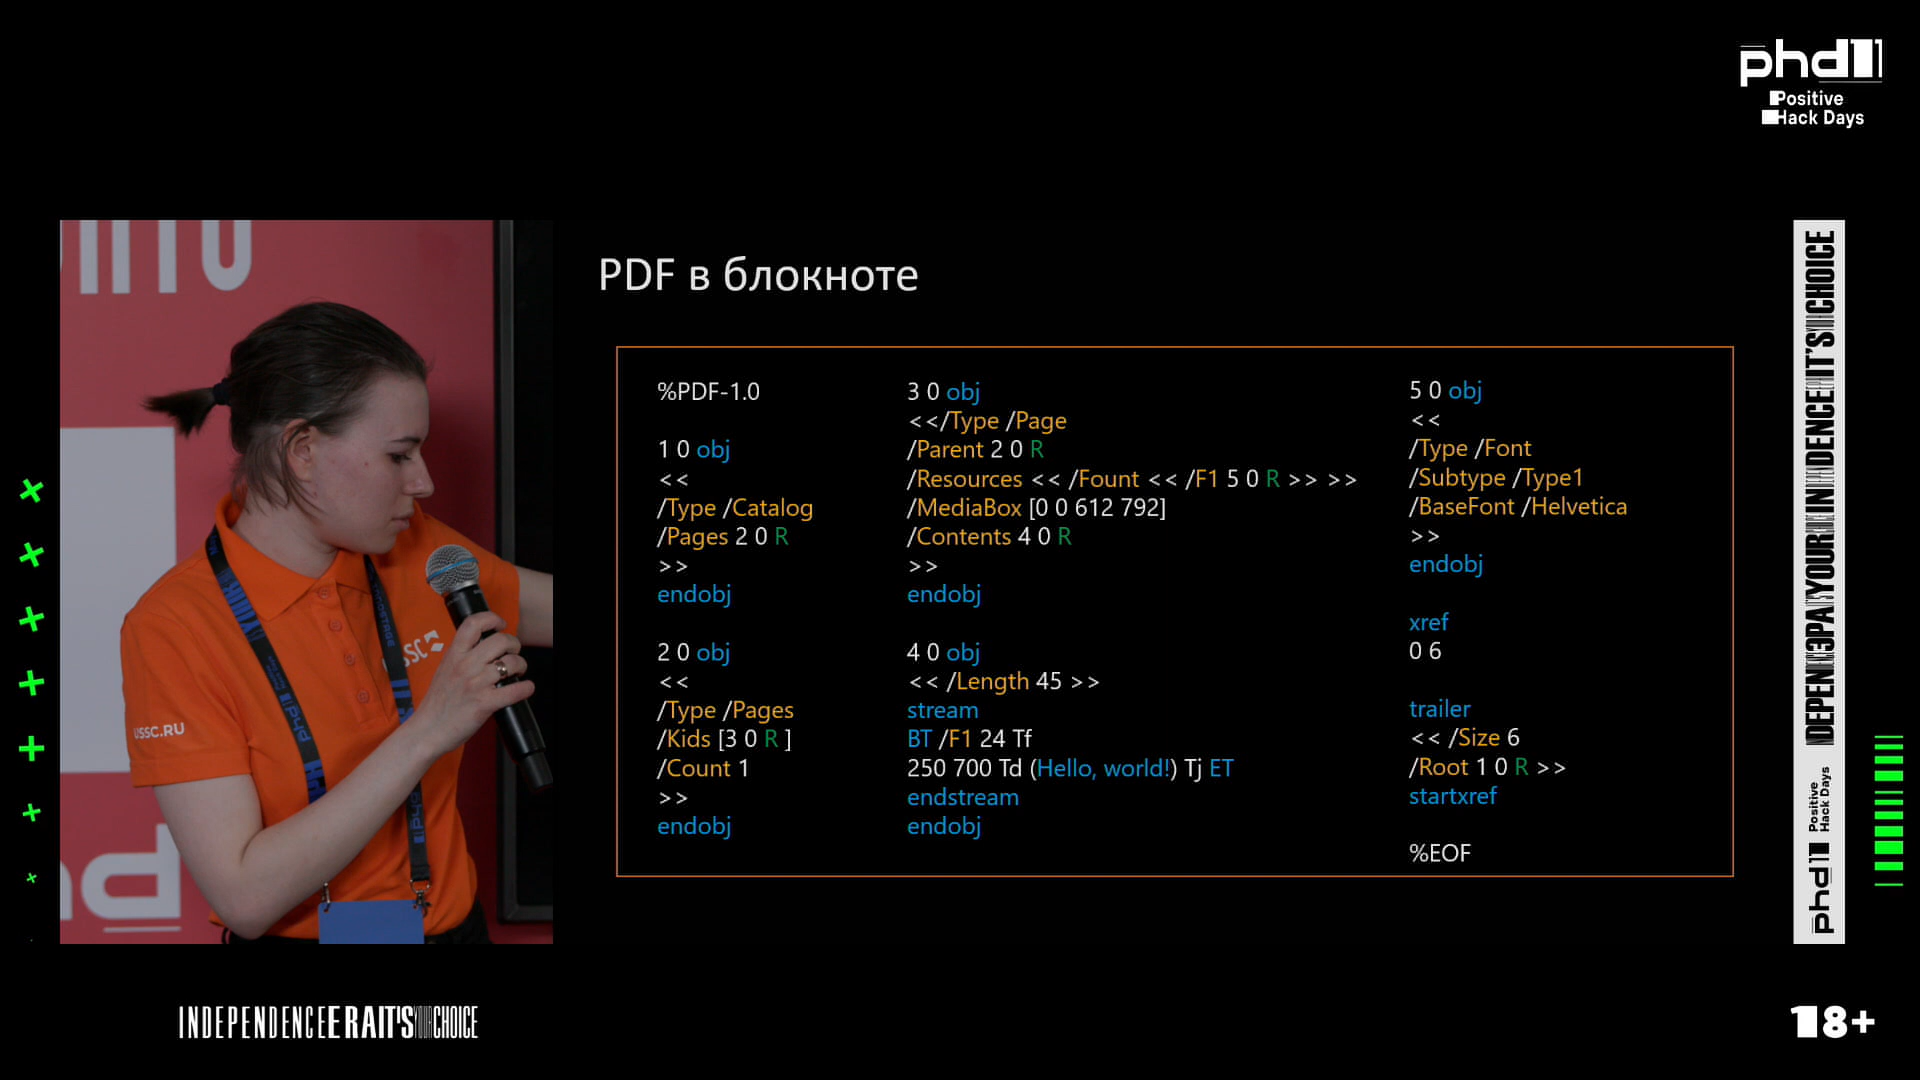 phd11
Positive
Hack Days
PDF в блокноте
%PDF-1.0
1 0 obj
<<
/Type /Catalog
/Pages 2 0 R
>>
endobj
2 0 obj
<<
/Type /Pages
/Kids [3 0 R ]
/Count 1
>>
endobj
3 0 obj
<</Type /Page
/Parent 2 0 R
/Resources << /Fount << /F1 5 0 R >> >>
/MediaBox [0 0 612 792]
/Contents 4 0 R
>>
endobj
4 0 obj
<< /Length 45 >>
stream
BT /F1 24 Tf
250 700 Td (Hello, world!) Tj ET
endstream
endobj
5 0 obj
<<
/Type /Font
/Subtype /Type1
/BaseFont /Helvetica
>>
endobj
xref
0 6
trailer
<< /Size 6
/Root 1 0 R >>
startxref
%EOF
USSC.RU
phd11
Positive
Hack Days
INDEPENDENCE ERA IT'S YOUR CHOICE
18+